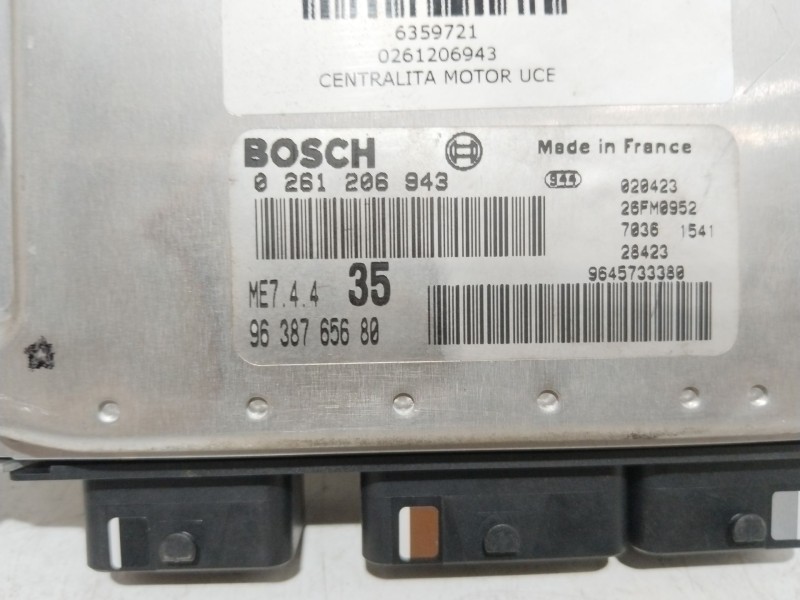 6359721
0261206943
CENTRALITA MOTOR UCE
BOSCH
Made in France
0 261 206 943
944
020423
26FM0952
7036 1541
28423
9645733380
ME7.4.4 35
96 387 656 80